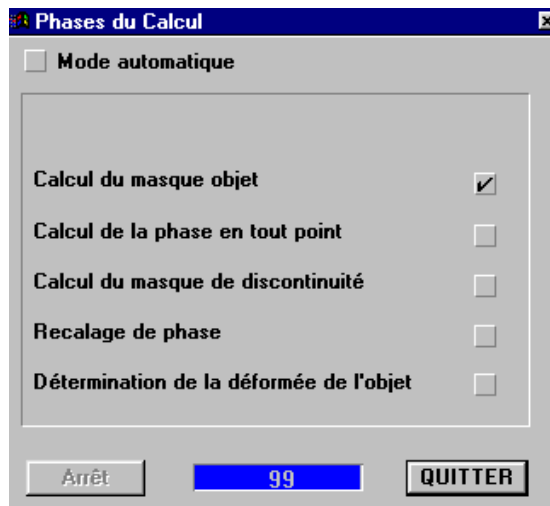 Phases du Calcul
Mode automatique
Calcul du masque objet
Calcul de la phase en tout point
Calcul du masque de discontinuité
Recalage de phase
Détermination de la déformée de l'objet
Arrêt
99
QUITTER